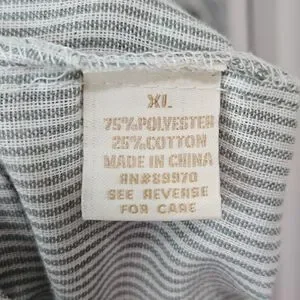 XL
75%POLYESTER
25%COTTON
MADE IN CHINA
RN#89970
SEE REVERSE
FOR CARE